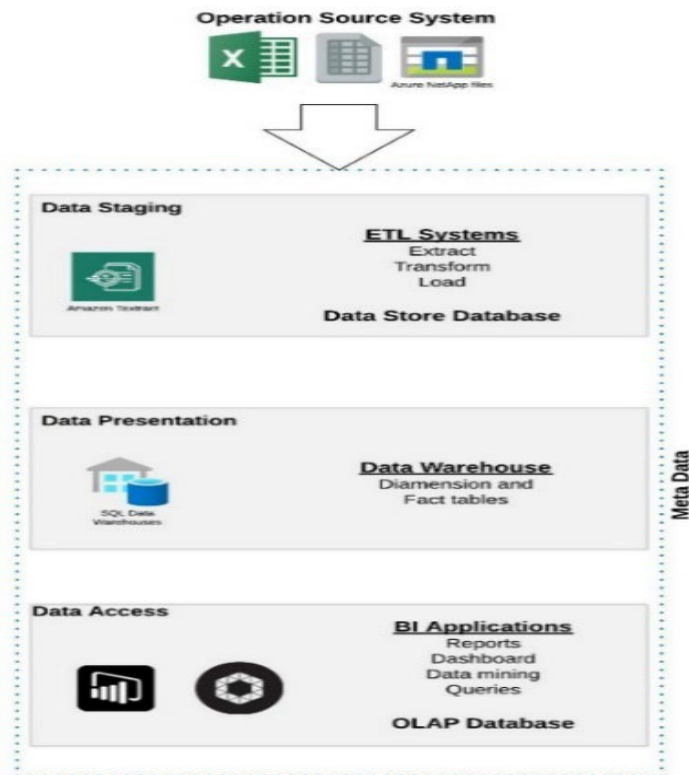 Operation Source System
X
Azure NetApp files
Data Staging
ETL Systems
Extract
Transform
Load
Amazon Textract
Data Store Database
Data Presentation
Data Warehouse
Diamension and
Fact tables
SQL Data
Warehouses
Meta Data
Data Access
BI Applications
Reports
Dashboard
Data mining
Queries
OLAP Database